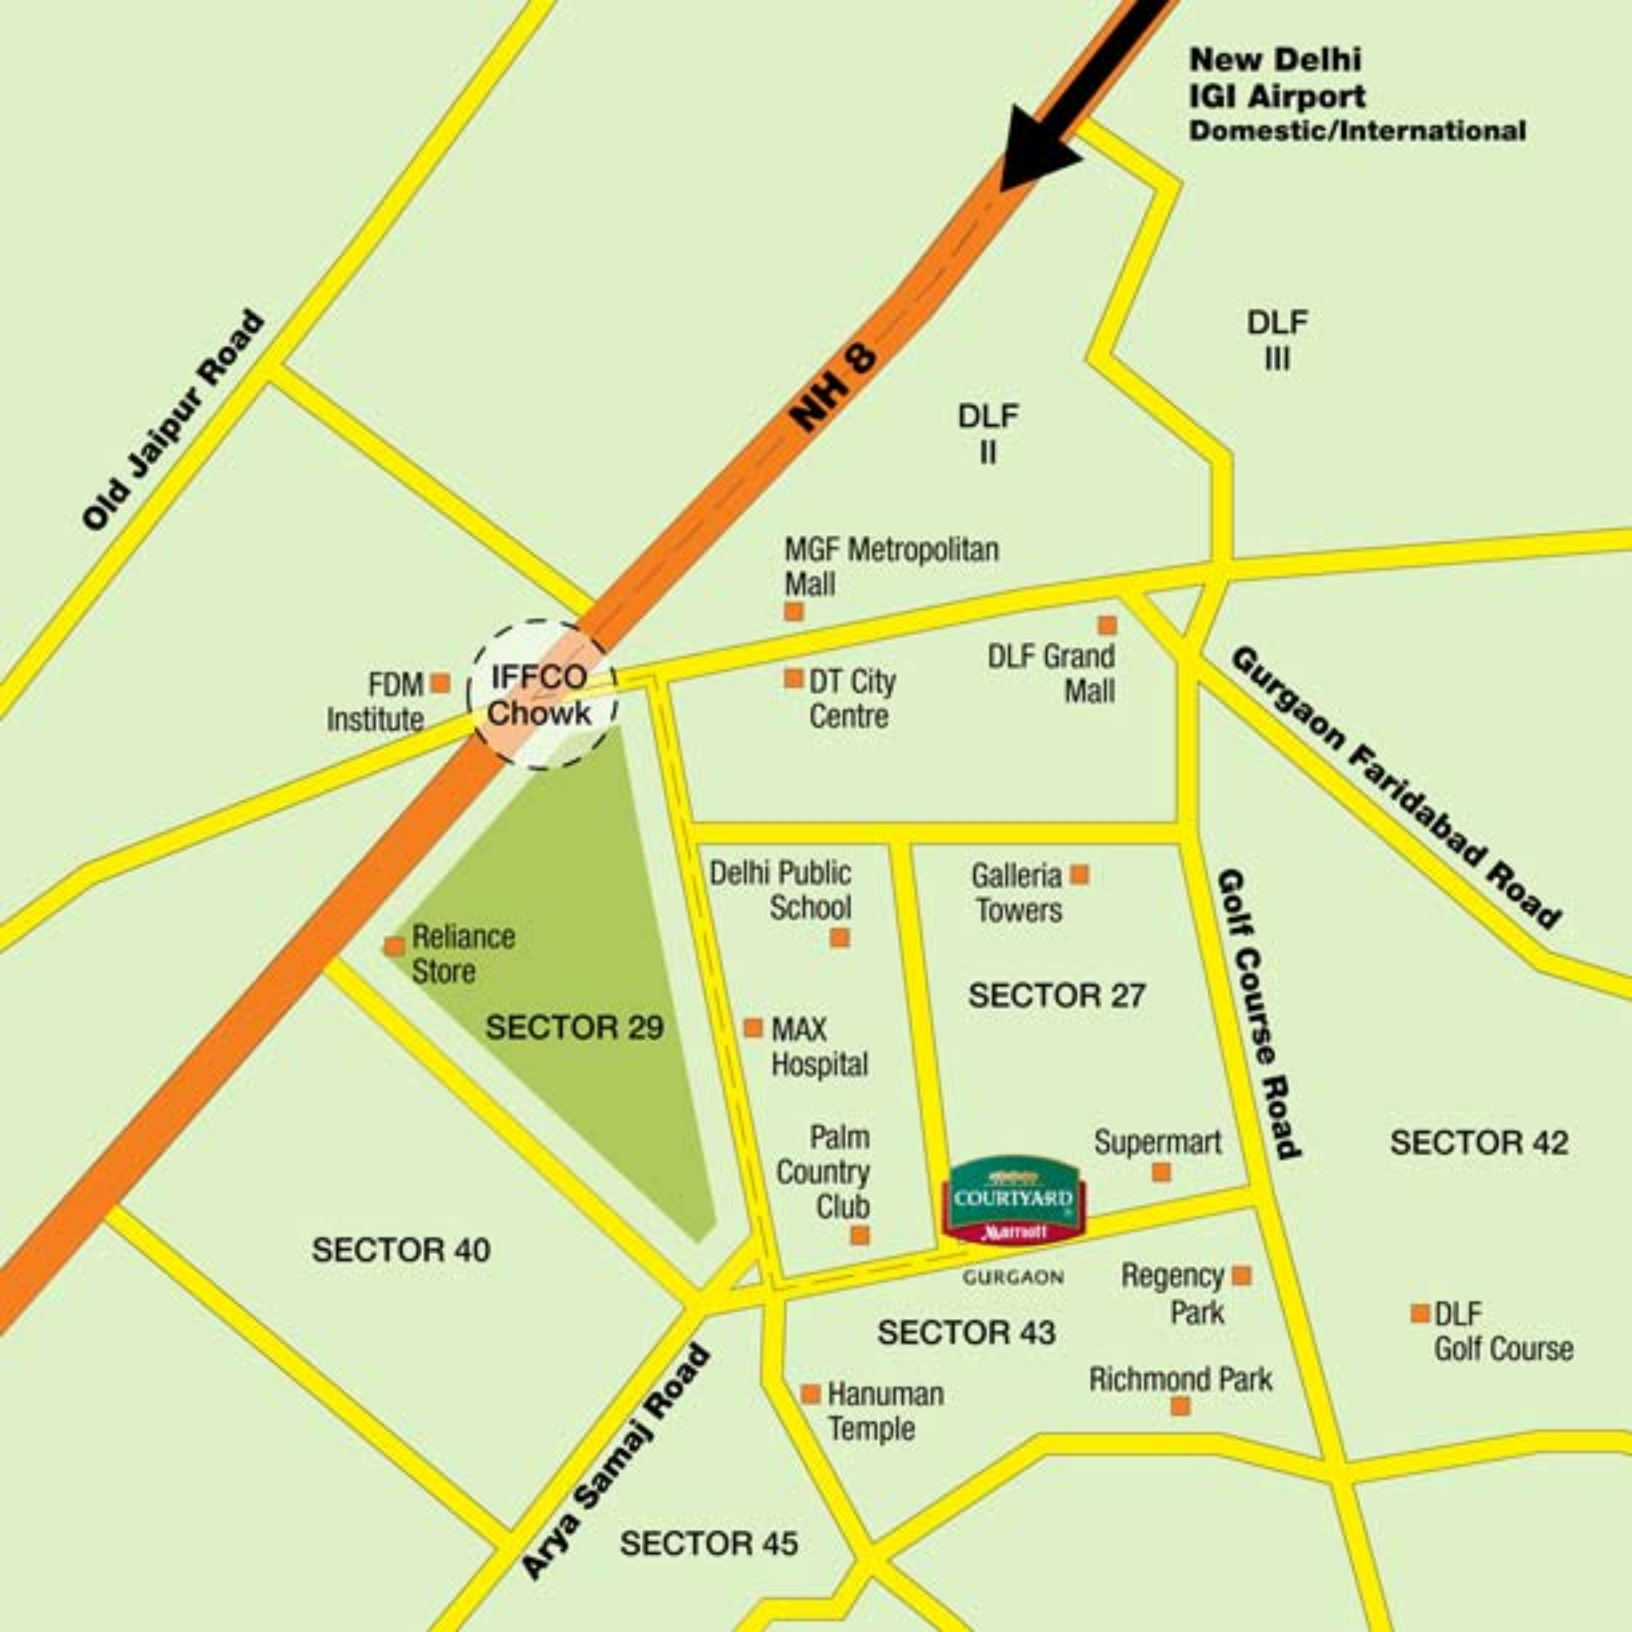 New Delhi
IGI Airport
Domestic/International
Old Jaipur Road
NH 8
DLF
III
DLF
II
MGF Metropolitan
Mall
FDM
Institute
IFFCO
Chowk
DT City
Centre
DLF Grand
Mall
Gurgaon Faridabad Road
Delhi Public
School
Galleria
Towers
Golf Course Road
Reliance
Store
SECTOR 29
SECTOR 27
MAX
Hospital
Palm
Country
Club
Supermart
SECTOR 42
COURTYARD
Marriott
GURGAON
SECTOR 40
Regency
Park
SECTOR 43
DLF
Golf Course
Richmond Park
Hanuman
Temple
Arya Samaj Road
SECTOR 45